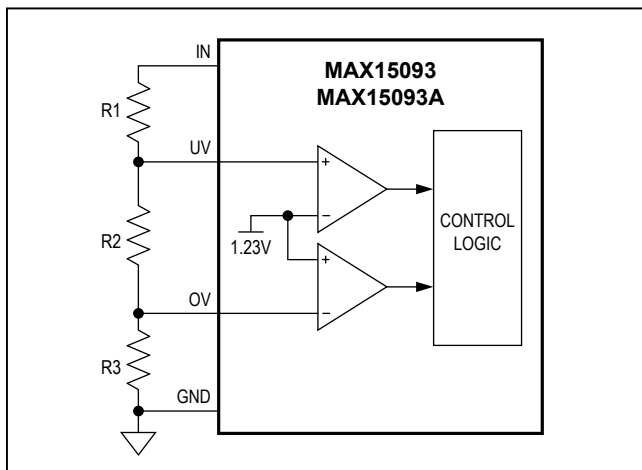 IN
MAX15093
MAX15093A
R1
UV
+
−
1.23V
CONTROL
LOGIC
R2
+
OV
−
R3
GND